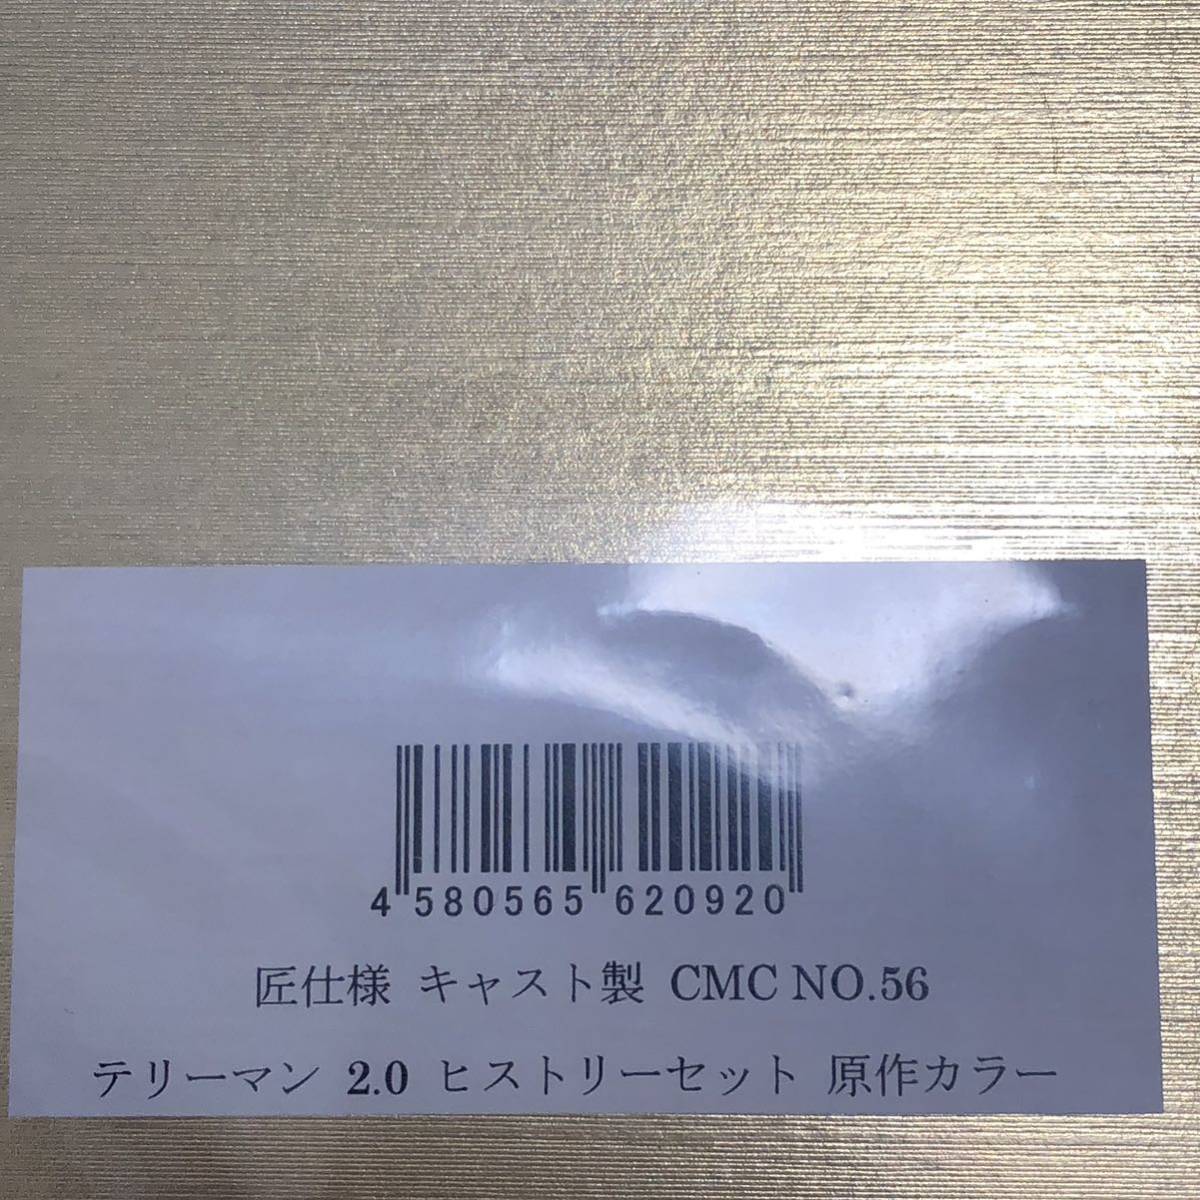 4 580565 620920
匠仕様 キャスト製 CMC NO.56
テリーマン 2.0 ヒストリーセット 原作カラー